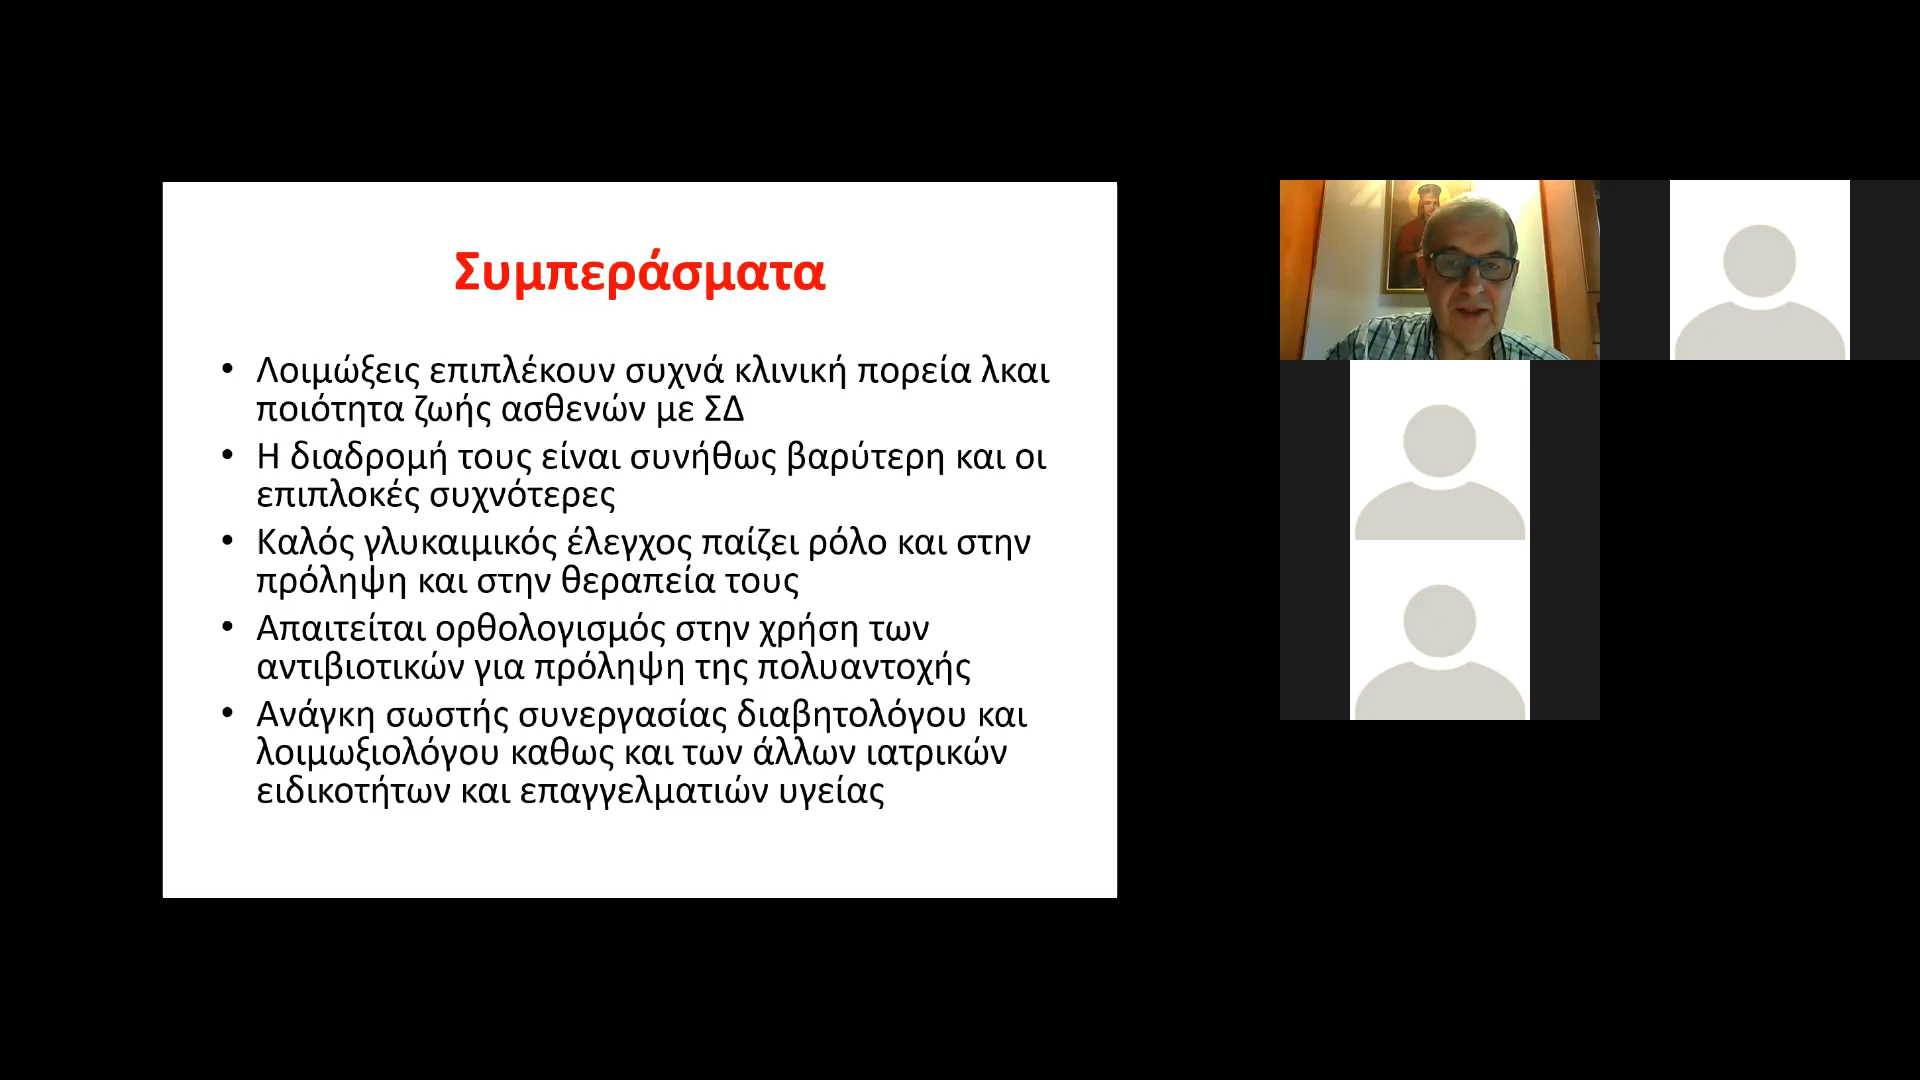 Συμπεράσματα
• Λοιμώξεις επιπλέκουν συχνά κλινική πορεία λκαι
ποιότητα ζωής ασθενών με ΣΔ
• Η διαδρομή τους είναι συνήθως βαρύτερη και οι
επιπλοκές συχνότερες
• Καλός γλυκαιμικός έλεγχος παίζει ρόλο και στην
πρόληψη και στην θεραπεία τους
• Απαιτείται ορθολογισμός στην χρήση των
αντιβιοτικών για πρόληψη της πολυαντοχής
• Ανάγκη σωστής συνεργασίας διαβητολόγου και
λοιμωξιολόγου καθως και των άλλων ιατρικών
ειδικοτήτων και επαγγελματιών υγείας